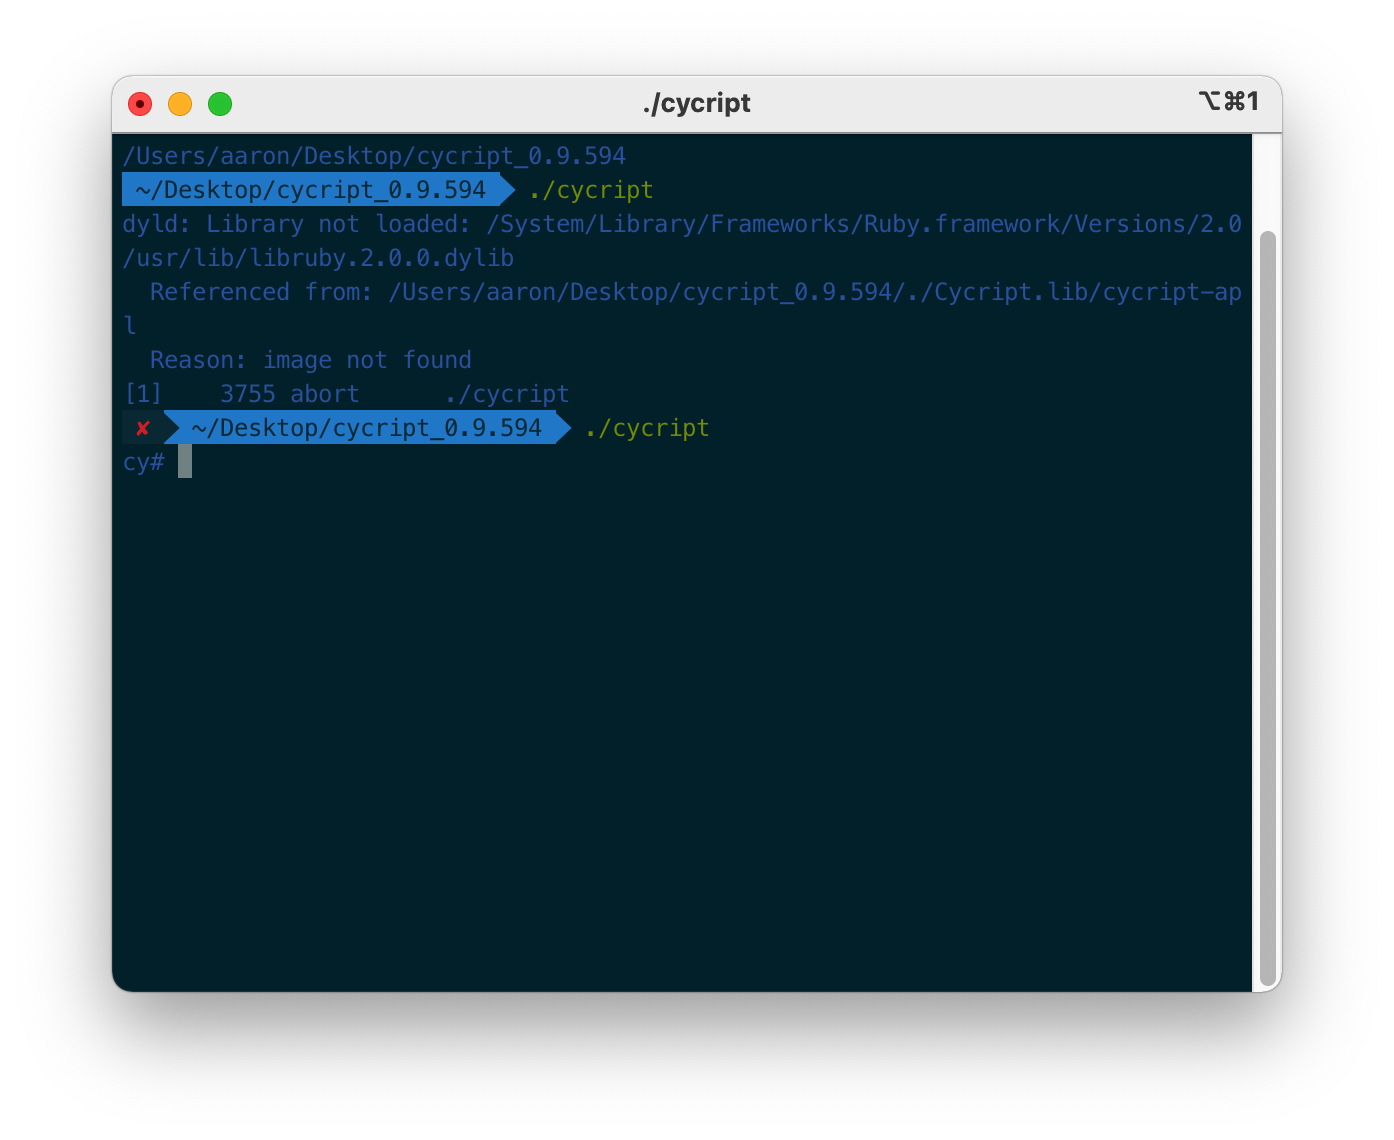 ./cycript
⌥⌘1
/Users/aaron/Desktop/cycript_0.9.594
~/Desktop/cycript_0.9.594 ./cycript
dyld: Library not loaded: /System/Library/Frameworks/Ruby.framework/Versions/2.0
/usr/lib/libruby.2.0.0.dylib
  Referenced from: /Users/aaron/Desktop/cycript_0.9.594/./Cycript.lib/cycript-ap
l
  Reason: image not found
[1]    3755 abort      ./cycript
✘ ~/Desktop/cycript_0.9.594 ./cycript
cy#